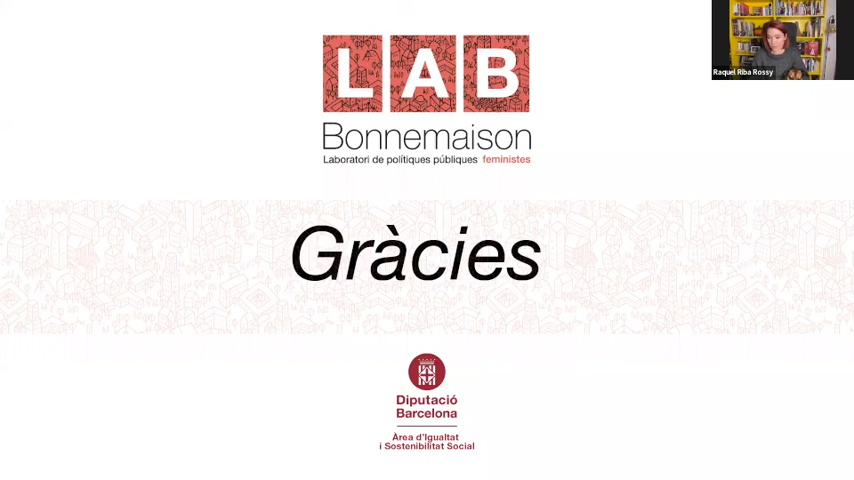 LAB
Bonnemaison
Laboratori de polítiques públiques feministes
Raquel Riba Rossy
Gràcies
Diputació
Barcelona
Àrea d'Igualtat
i Sostenibilitat Social